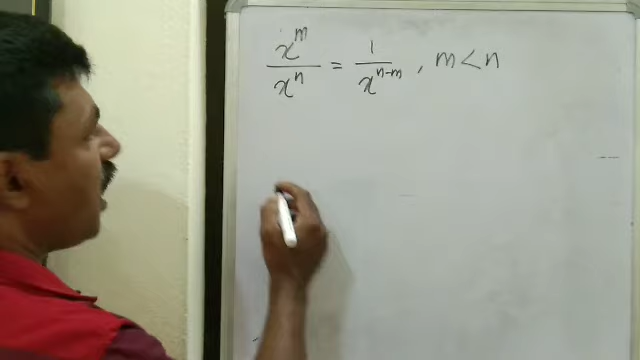 x^m / x^n = 1 / x^(n-m) , m < n